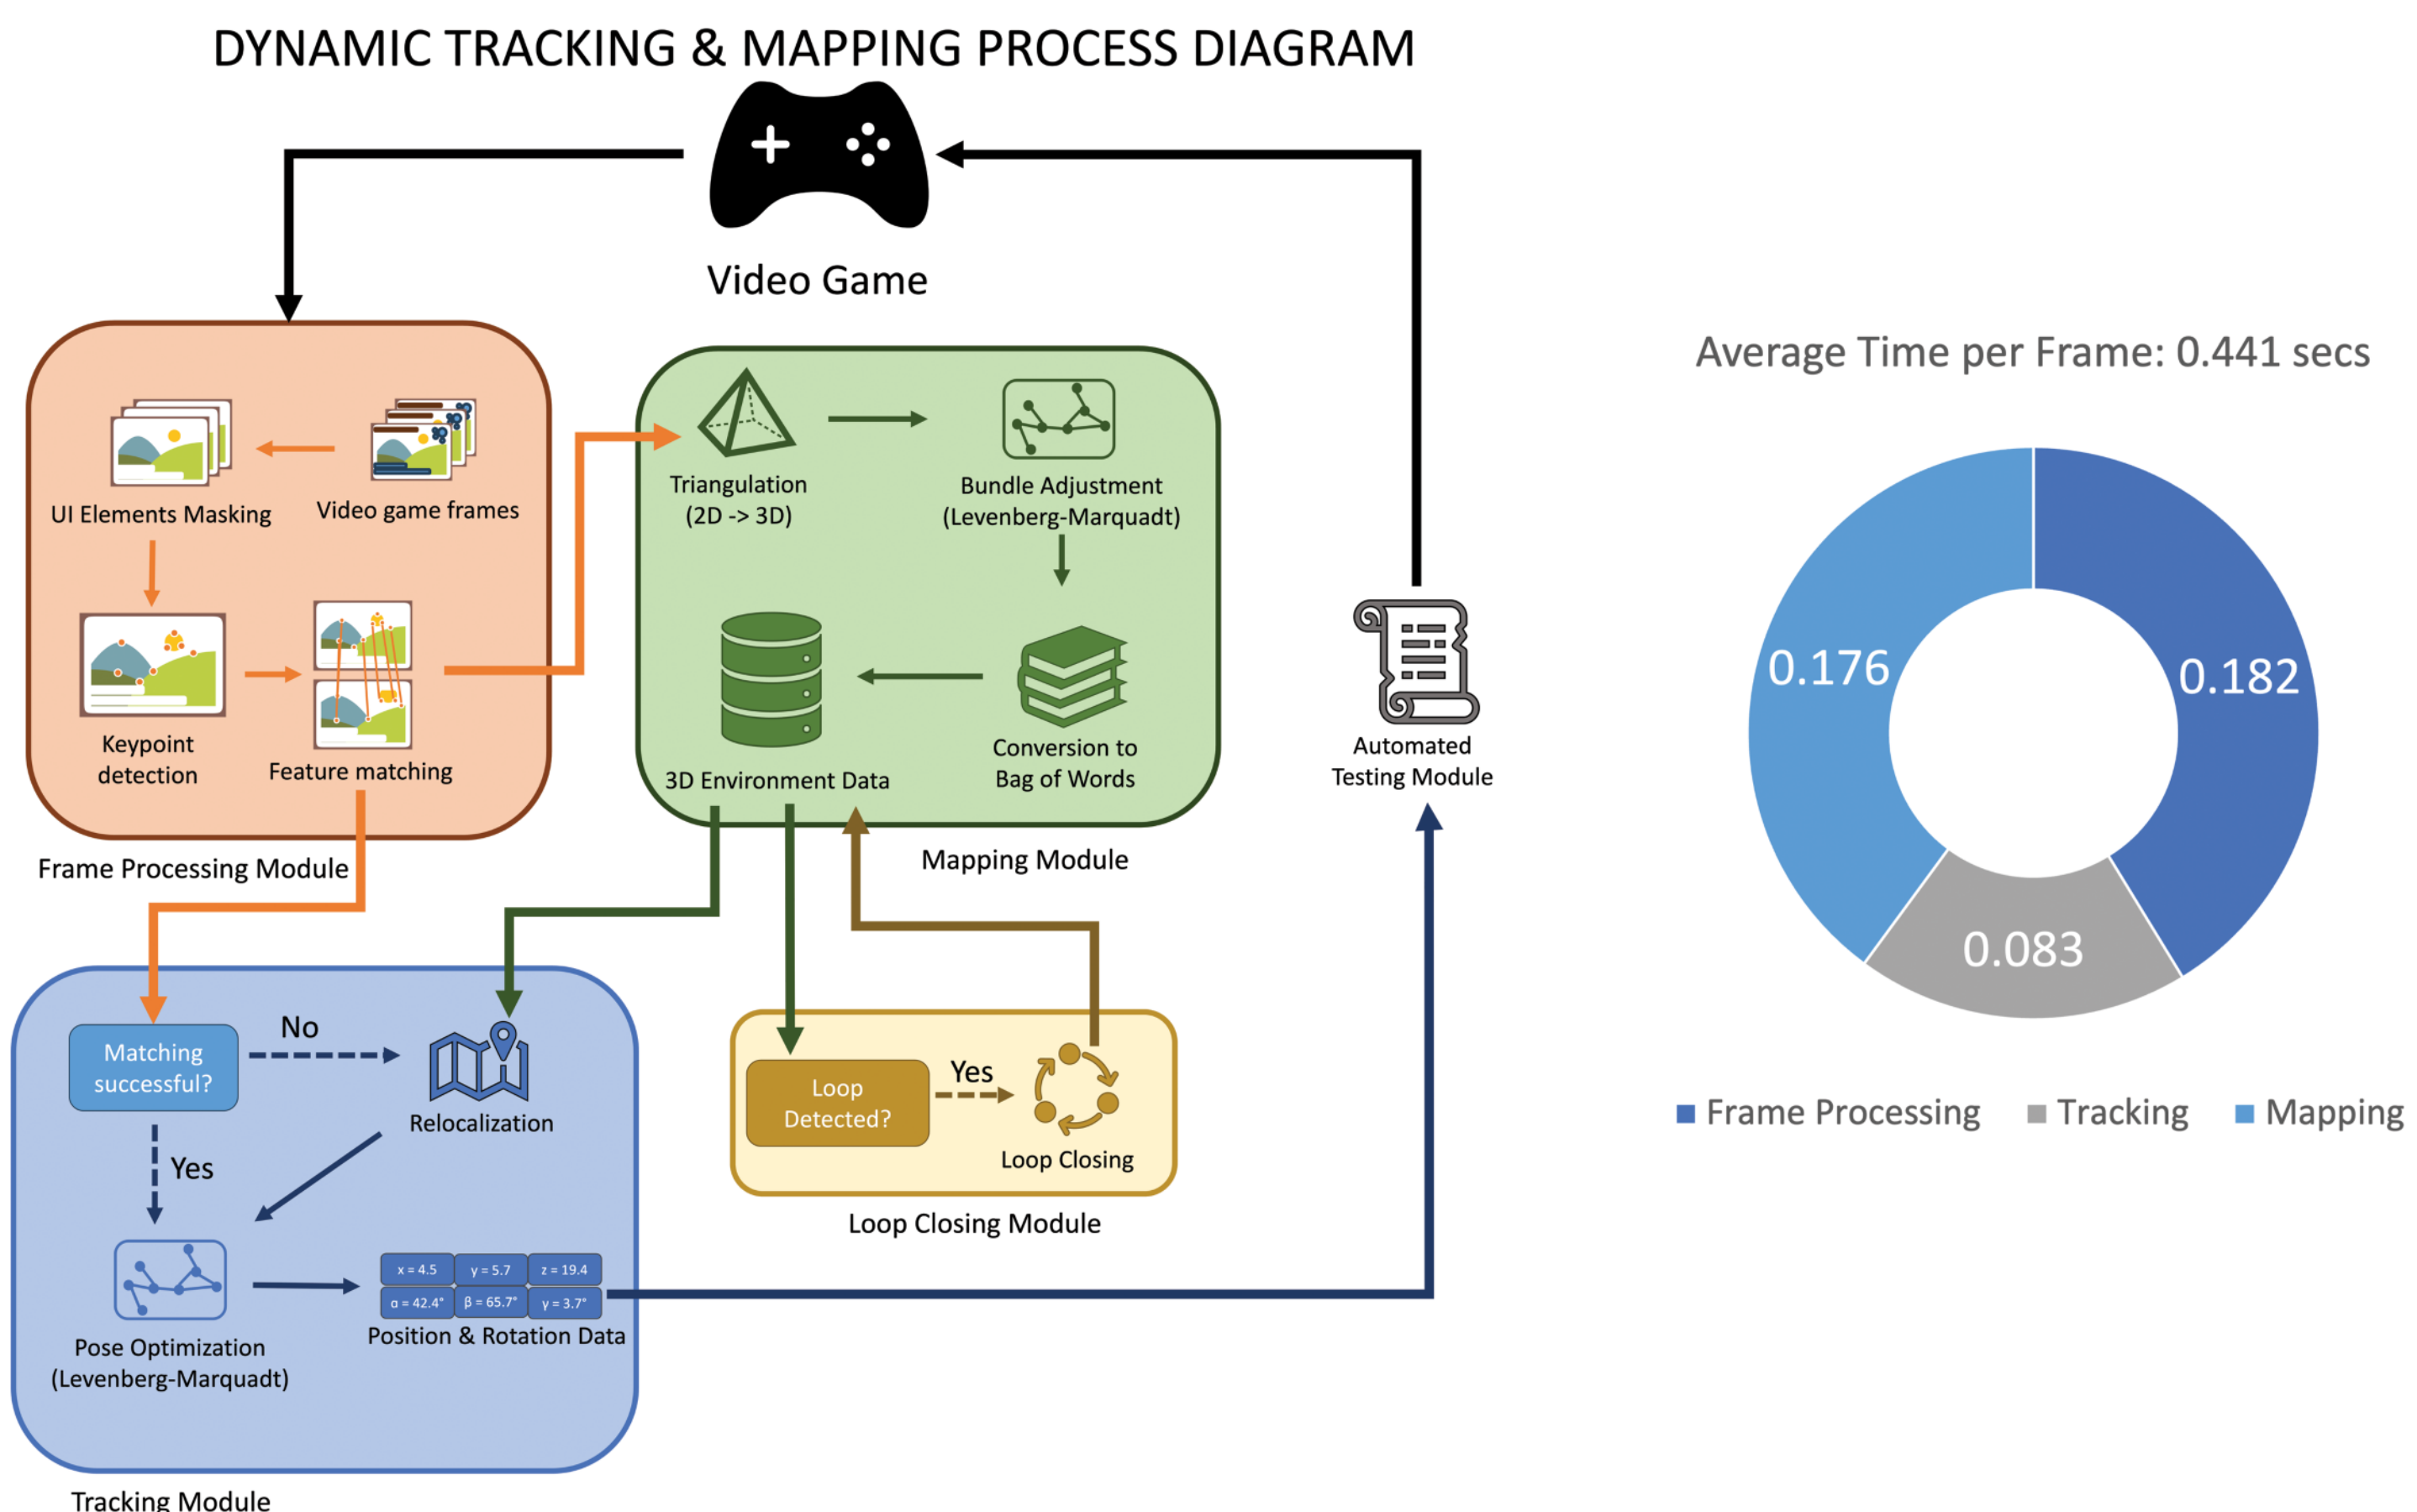 DYNAMIC TRACKING & MAPPING PROCESS DIAGRAM
Video Game
UI Elements Masking
Video game frames
Keypoint
detection
Feature matching
Frame Processing Module
Triangulation
(2D -> 3D)
Bundle Adjustment
(Levenberg-Marquadt)
3D Environment Data
Conversion to
Bag of Words
Mapping Module
Automated
Testing Module
Matching
successful?
No
Relocalization
Yes
Pose Optimization
(Levenberg-Marquadt)
x = 4.5
y = 5.7
z = 19.4
α = 42.4°
β = 65.7°
γ = 3.7°
Position & Rotation Data
Tracking Module
Loop
Detected?
Yes
Loop Closing
Loop Closing Module
Average Time per Frame: 0.441 secs
0.176
0.182
0.083
Frame Processing
Tracking
Mapping